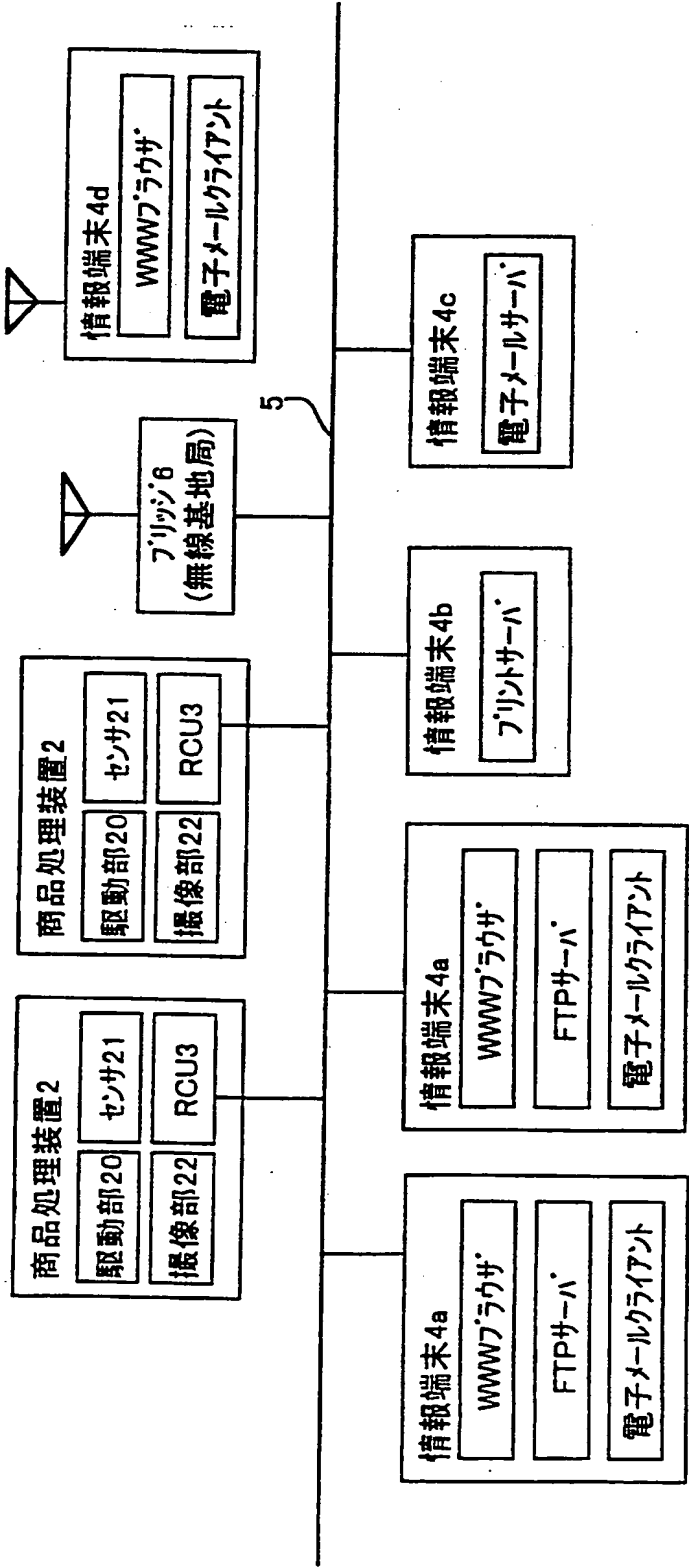 商品処理装置2
駆動部20
センサ21
撮像部22
RCU3
商品処理装置2
駆動部20
センサ21
撮像部22
RCU3
ブリッジ6
(無線基地局)
情報端末4d
WWWブラウザ
電子メールクライアント
5
情報端末4a
WWWブラウザ
FTPサーバ
電子メールクライアント
情報端末4a
WWWブラウザ
FTPサーバ
電子メールクライアント
情報端末4b
プリントサーバ
情報端末4c
電子メールサーバ